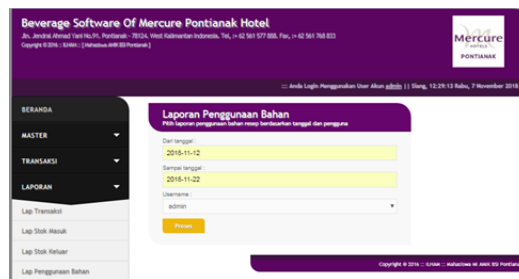 Beverage Software Of Mercure Pontianak Hotel
Jln. Jendral Ahmad Yani No.91. Pontianak - 78124. West Kalimantan Indonesia. Tel, :+ 62 561 577 888. Fax, :+ 62 561 768 833
Copyright © 2016 :: ILHAM :: [ Mahasiswa AMIK BSI Pontianak ]
Mercure
HOTELS
PONTIANAK
::: Anda Login Menggunakan User Akun admin || Siang, 12:29:13 Rabu, 7 November 2018
BERANDA
MASTER
TRANSAKSI
LAPORAN
Lap Transaksi
Lap Stok Masuk
Lap Stok Keluar
Lap Penggunaan Bahan
Laporan Penggunaan Bahan
Pilih laporan penggunaan bahan resep berdasarkan tanggal dan pengguna
Dari tanggal :
2016-11-12
Sampai tanggal :
2016-11-22
Username :
admin
Proses
Copyright © 2016 :: ILHAM :: Mahasiswa MI AMIK BSI Pontiana